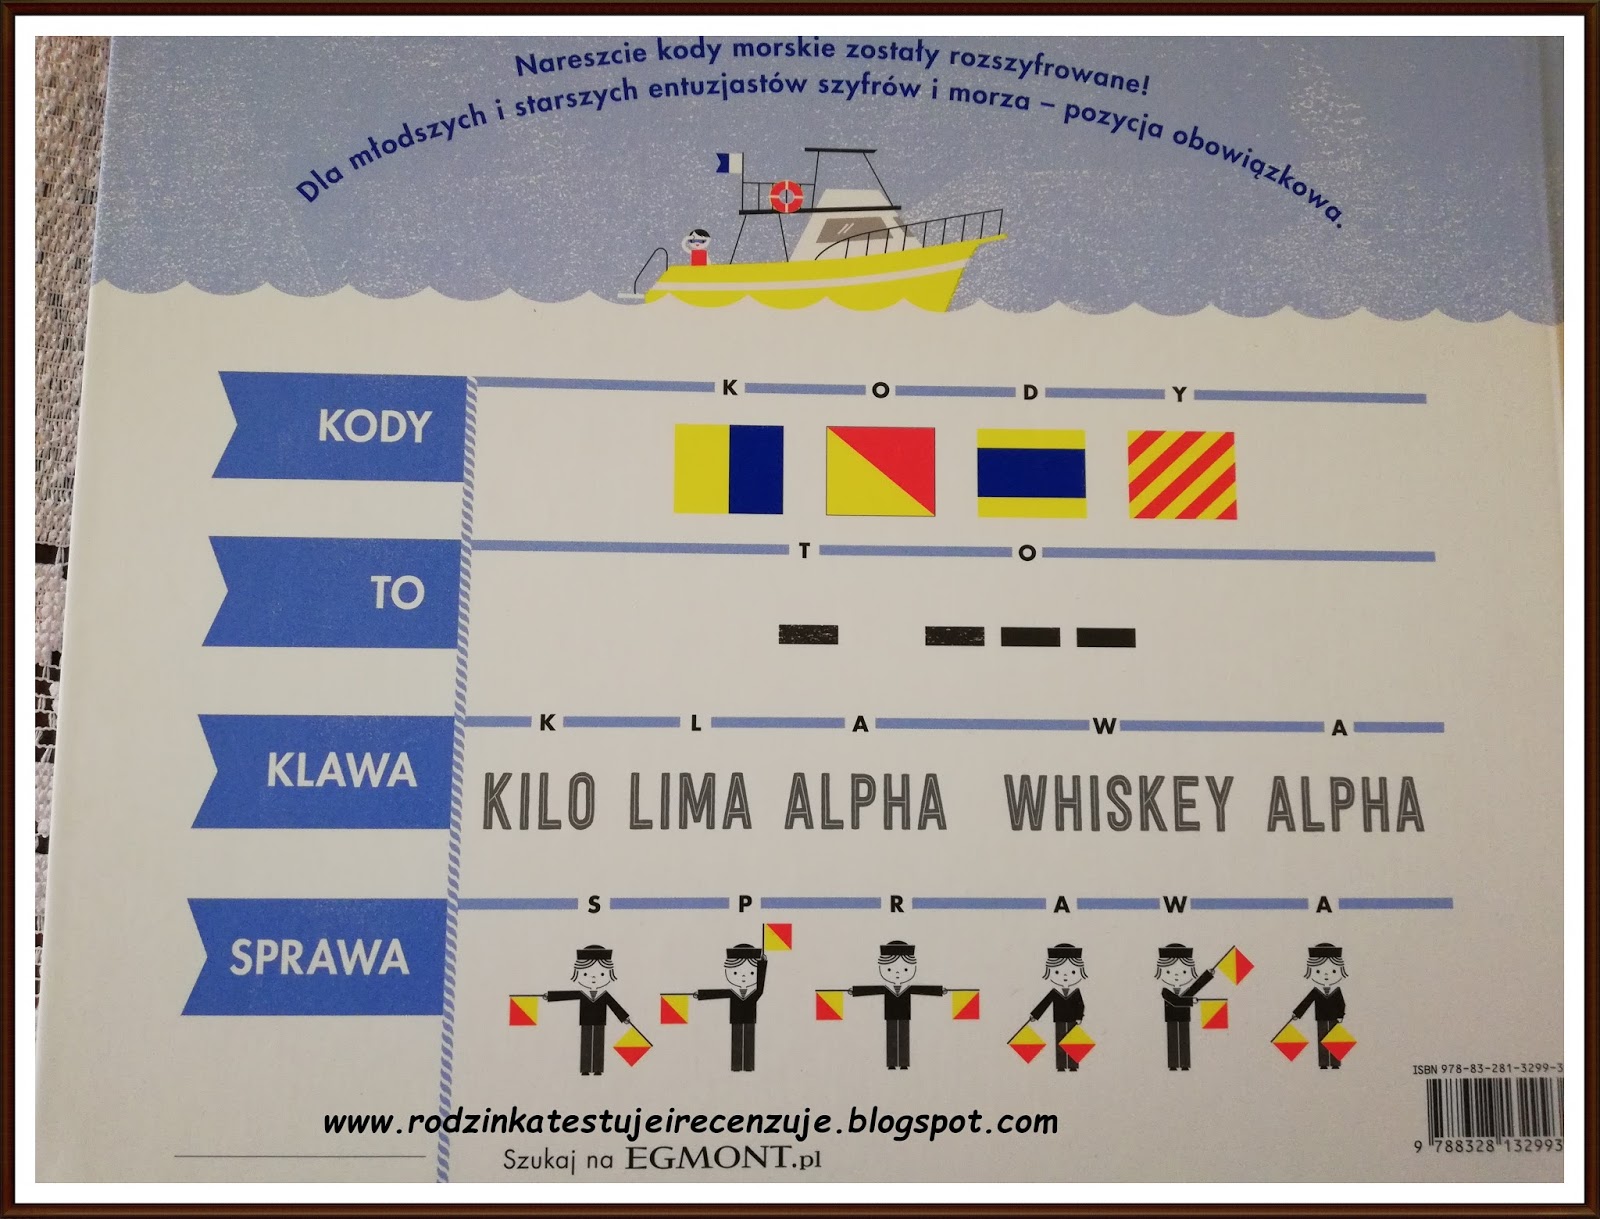 Nareszcie kody morskie zostały rozszyfrowane!
Dla młodszych i starszych entuzjastów szyfrów i morza – pozycja obowiązkowa.
K O D Y
KODY
T O
TO
K L A W A
KLAWA
KILO LIMA ALPHA WHISKEY ALPHA
S P R A W A
SPRAWA
ISBN 978-83-281-3299-3
www.rodzinkatestujeirecenzuje.blogspot.com
9 788328 132993
Szukaj na EGMONT.pl